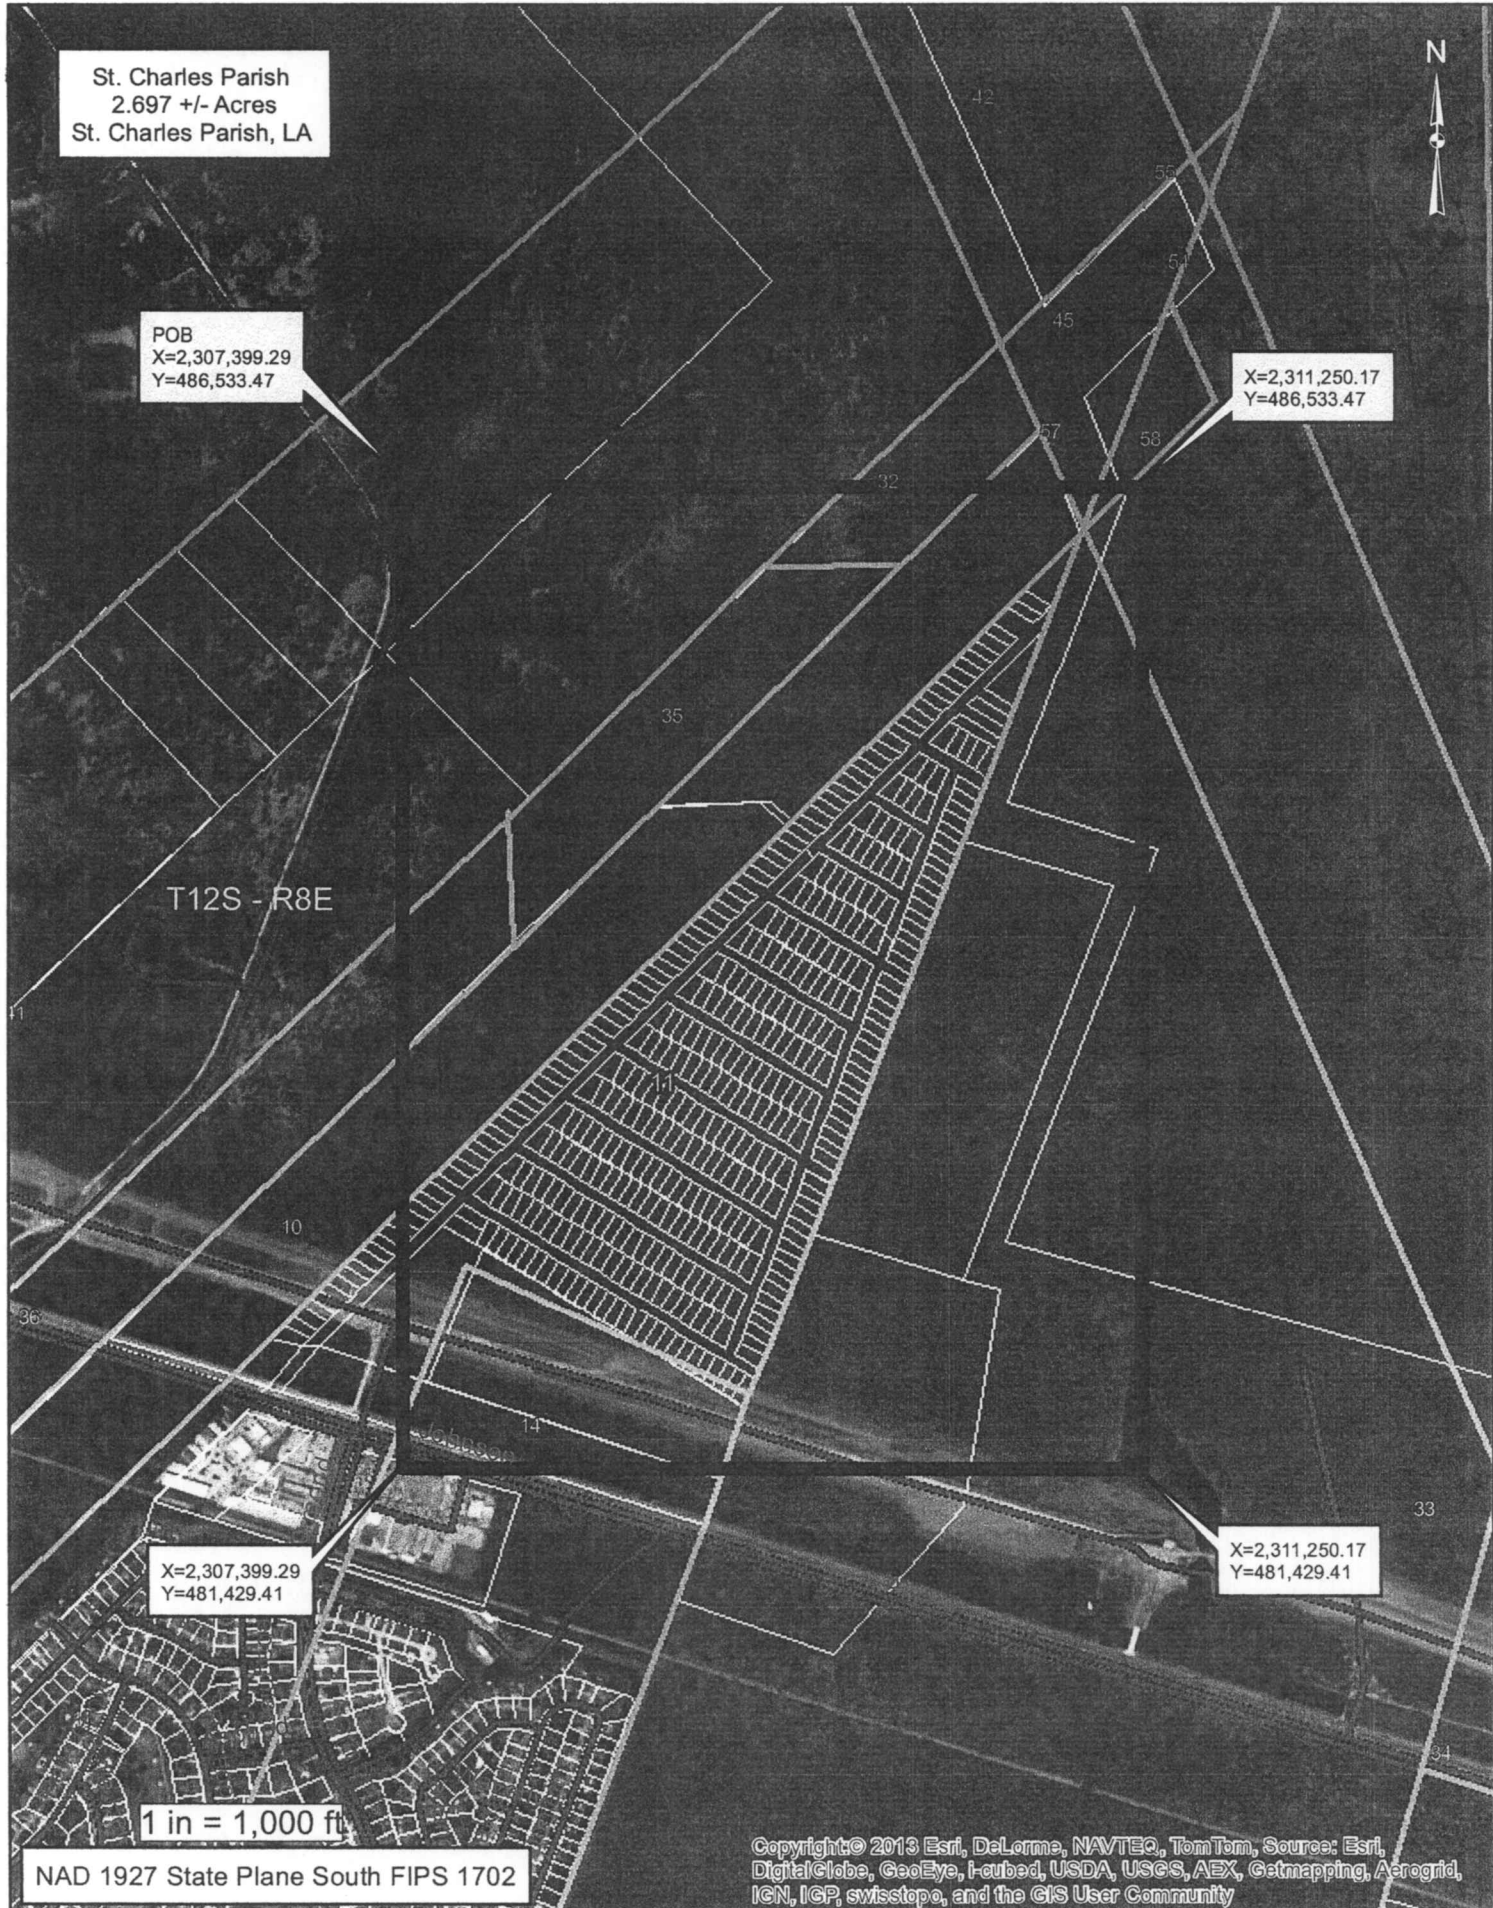 St. Charles Parish
2.697 +/- Acres
St. Charles Parish, LA
N
42
55
51
45
POB
X=2,307,399.29
Y=486,533.47
X=2,311,250.17
Y=486,533.47
57
58
32
35
T12S - R8E
41
11
10
36
14
Johnson
33
X=2,307,399.29
Y=481,429.41
X=2,311,250.17
Y=481,429.41
34
1 in = 1,000 ft
NAD 1927 State Plane South FIPS 1702
Copyright:© 2013 Esri, DeLorme, NAVTEQ, TomTom, Source: Esri,
DigitalGlobe, GeoEye, i-cubed, USDA, USGS, AEX, Getmapping, Aerogrid,
IGN, IGP, swisstopo, and the GIS User Community